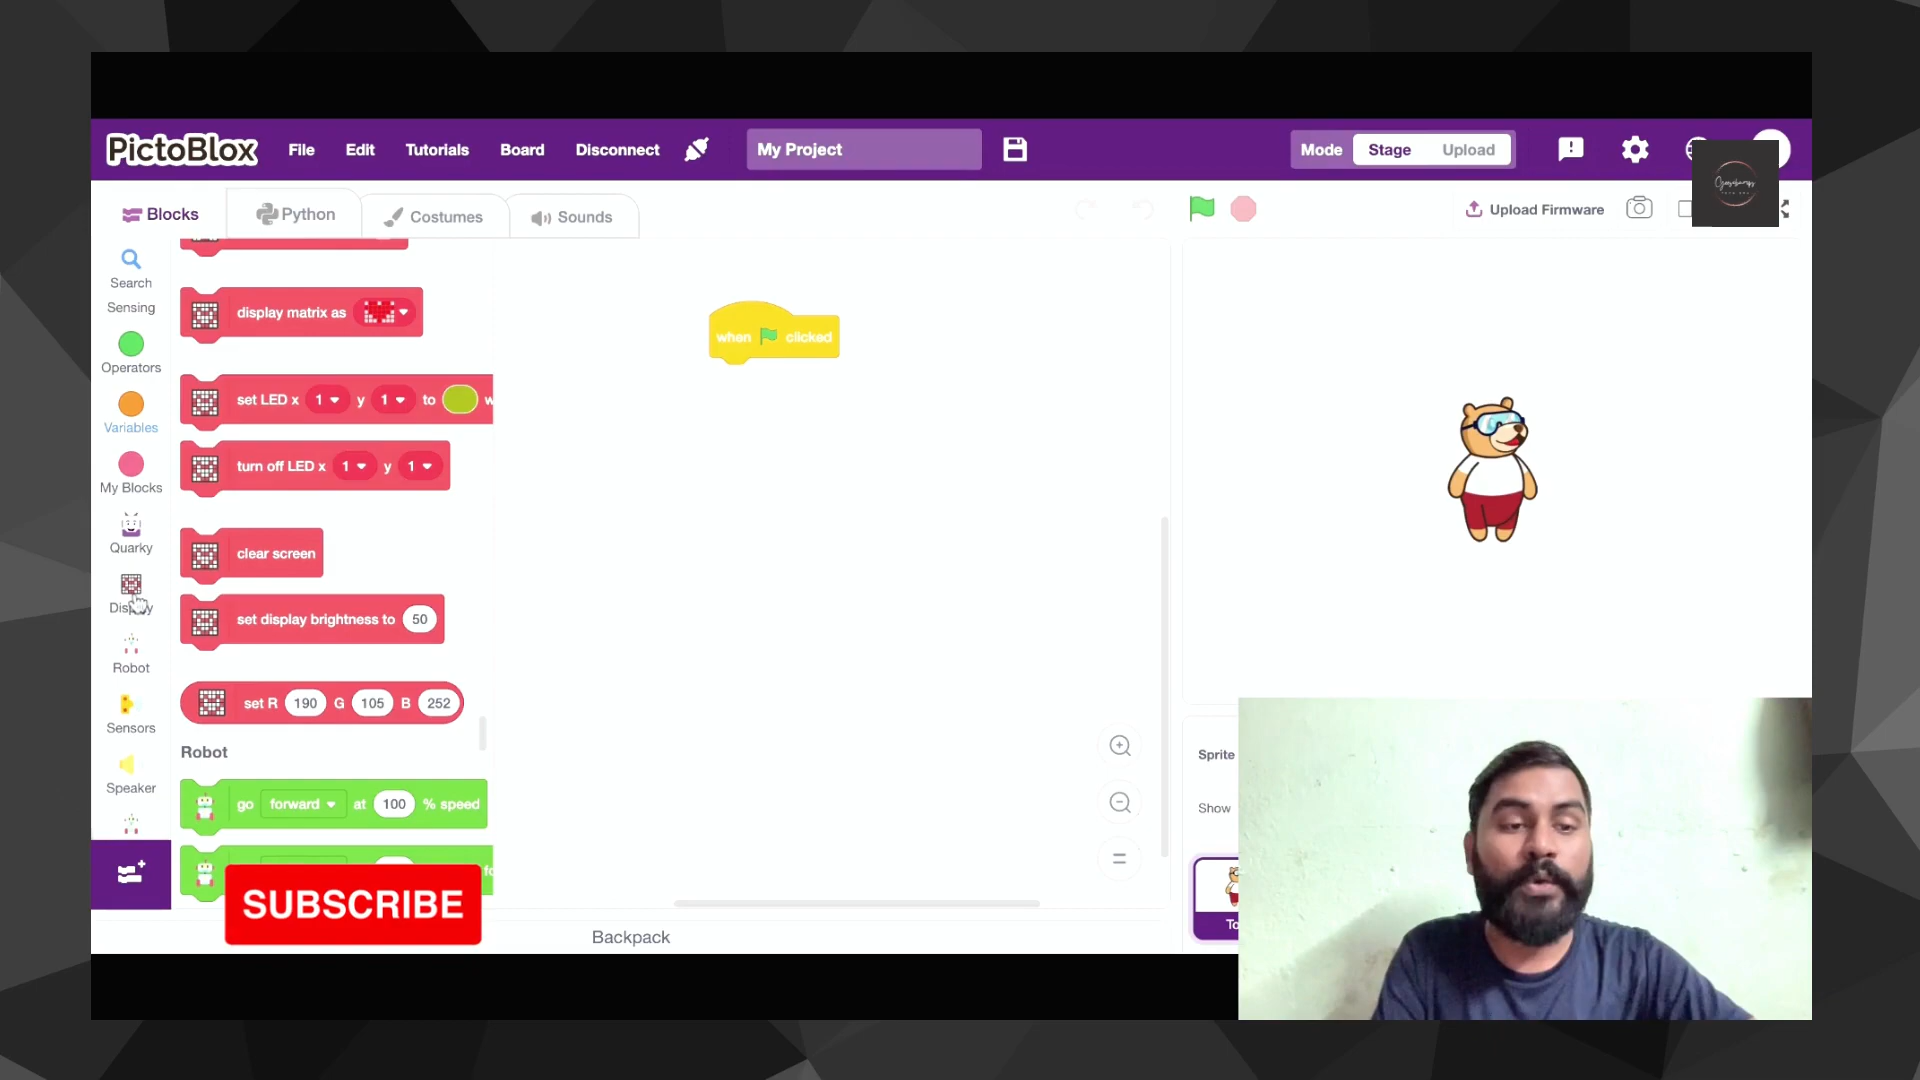 PictoBlox File Edit Tutorials Board Disconnect My Project Mode Stage Upload
Blocks Python Costumes Sounds Upload Firmware
Search
Sensing
Operators
Variables
My Blocks
Quarky
Display
Robot
Sensors
Speaker
display matrix as
set LED x 1 y 1 to
turn off LED x 1 y 1
clear screen
set display brightness to 50
set R 190 G 105 B 252
Robot
go forward at 100 % speed
SUBSCRIBE
when clicked
Backpack
Sprite
Show
To